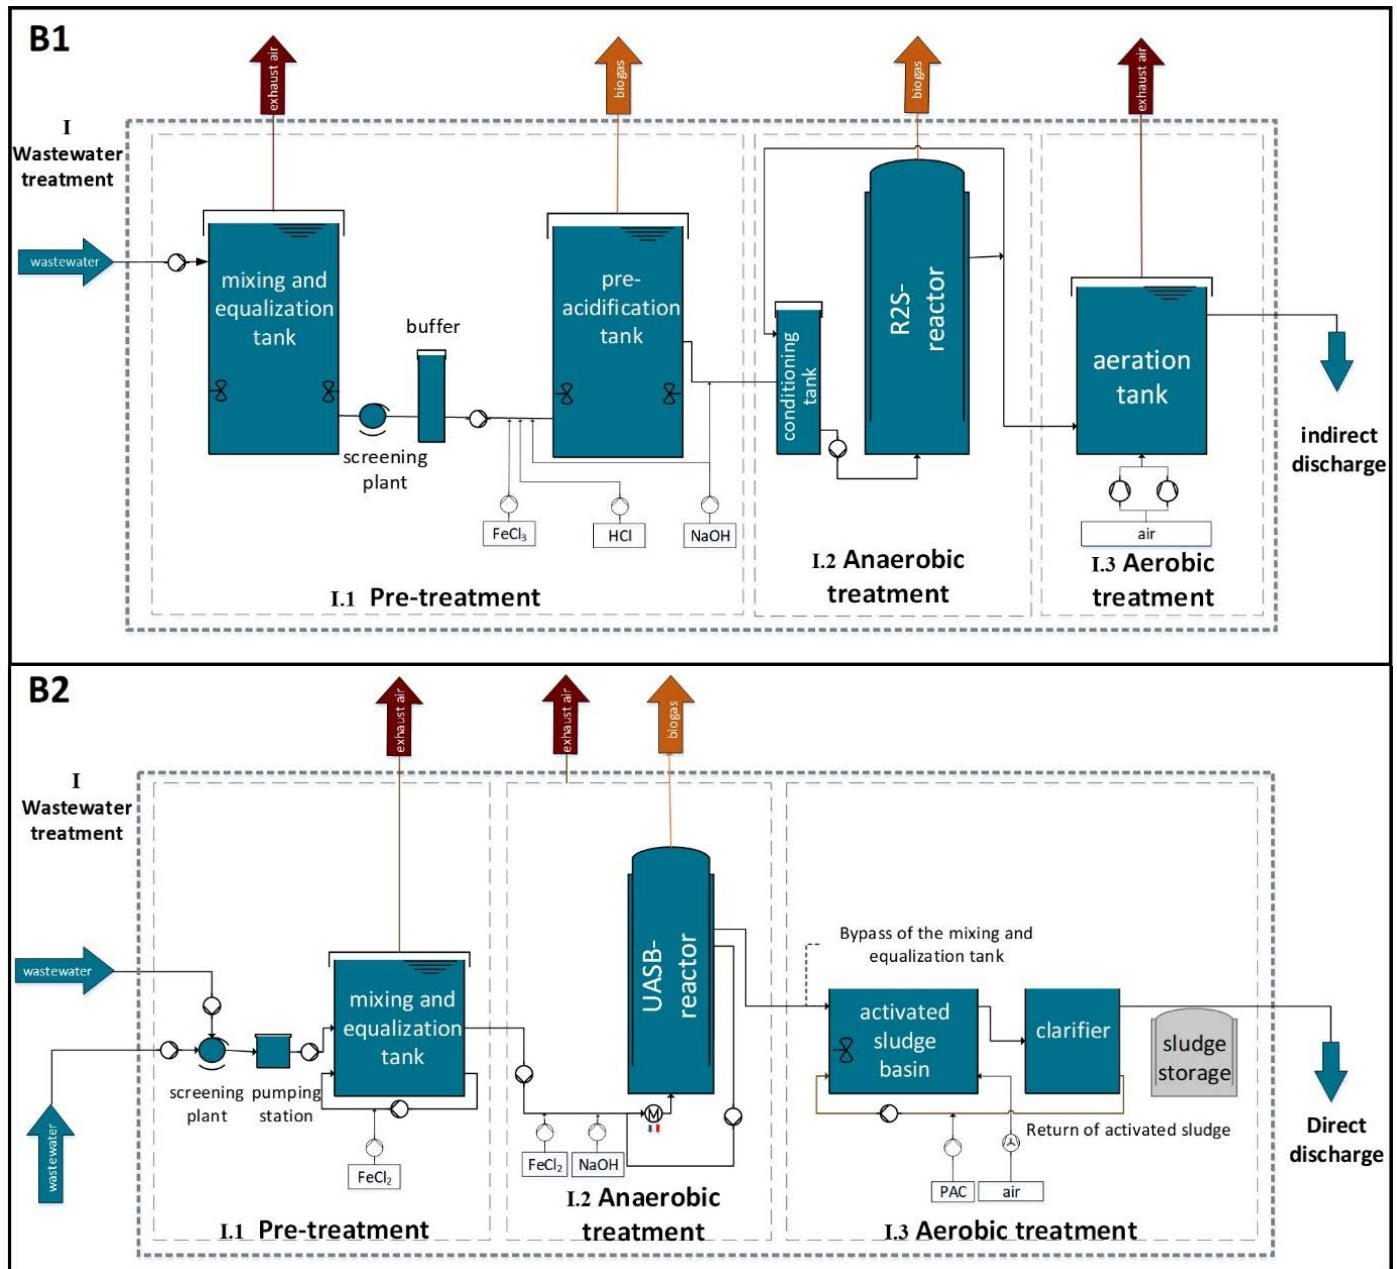 B1
exhaust air
biogas
biogas
exhaust air
I
Wastewater
treatment
wastewater
mixing and
equalization
tank
buffer
screening
plant
pre-
acidification
tank
FeCl₃
HCl
NaOH
I.1 Pre-treatment
conditioning
tank
R2S-
reactor
I.2 Anaerobic
treatment
aeration
tank
air
I.3 Aerobic
treatment
indirect
discharge
B2
exhaust air
exhaust air
biogas
I
Wastewater
treatment
wastewater
wastewater
screening
plant
pumping
station
mixing and
equalization
tank
FeCl₂
I.1 Pre-treatment
UASB-
reactor
M
FeCl₂
NaOH
I.2 Anaerobic
treatment
Bypass of the mixing and
equalization tank
activated
sludge
basin
clarifier
sludge
storage
Return of activated sludge
PAC
air
I.3 Aerobic treatment
Direct
discharge